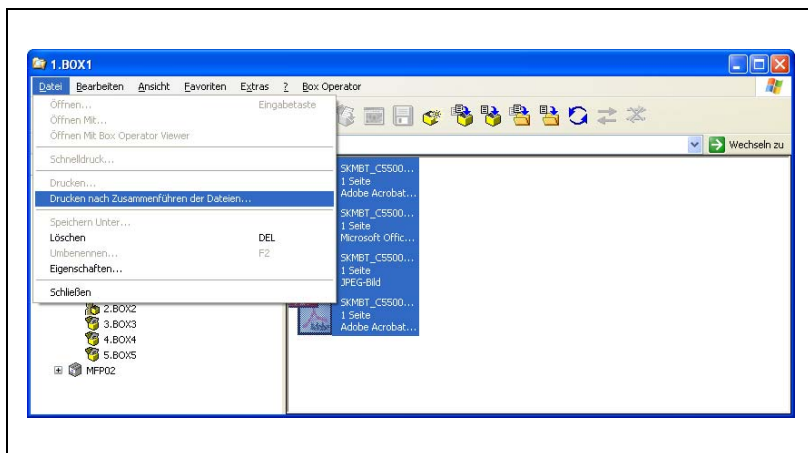 1.BOX1
Datei Bearbeiten Ansicht Favoriten Extras ? Box Operator
Öffnen... Eingabetaste
Öffnen Mit...
Öffnen Mit Box Operator Viewer
Schnelldruck...
Drucken...
Drucken nach Zusammenführen der Dateien...
Speichern Unter...
Löschen DEL
Umbenennen... F2
Eigenschaften...
Schließen
Wechseln zu
SKMBT_C5500...
1 Seite
Adobe Acrobat...
SKMBT_C5500...
1 Seite
Microsoft Offic...
SKMBT_C5500...
1 Seite
JPEG-Bild
SKMBT_C5500...
1 Seite
Adobe Acrobat...
2.BOX2
3.BOX3
4.BOX4
5.BOX5
MFP02